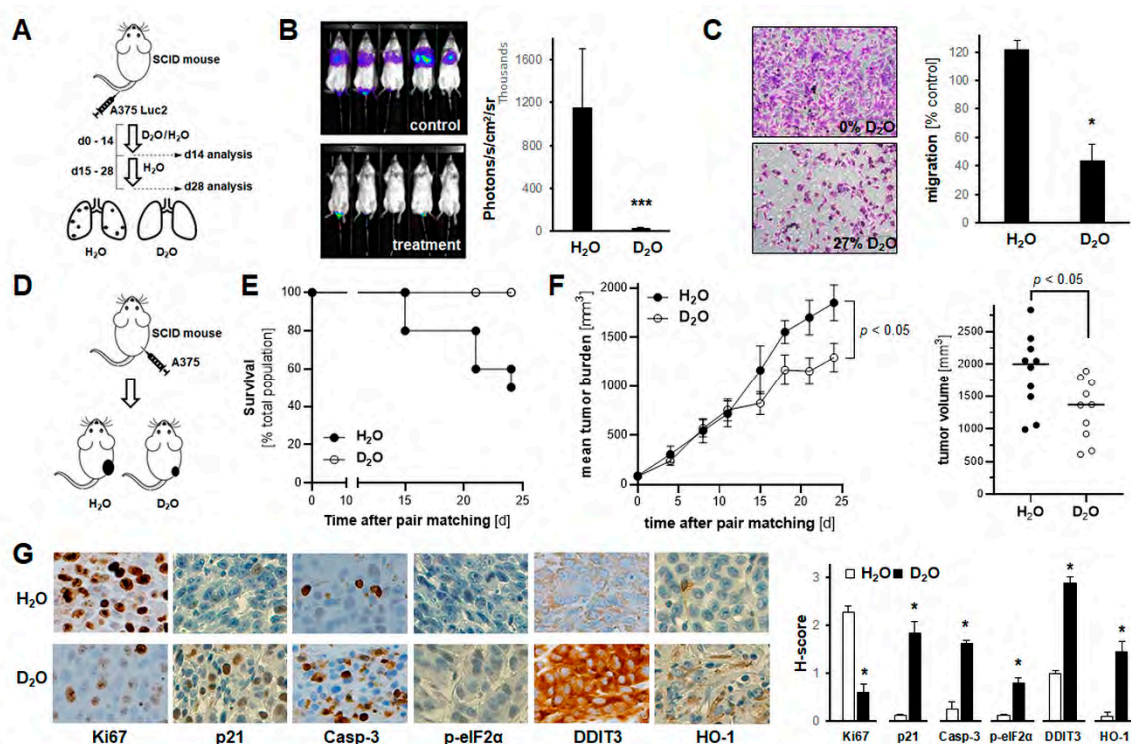 A
SCID mouse
A375 Luc2
D₂O/H₂O
d0 - 14
d14 analysis
H₂O
d15 - 28
d28 analysis
H₂O D₂O
B
control
treatment
Photons/s/cm²/sr
Thousands
1600
1200
800
400
0
***
H₂O D₂O
C
0% D₂O
27% D₂O
migration [% control]
120
100
80
60
40
20
0
*
H₂O D₂O
D
SCID mouse
A375
H₂O D₂O
E
Survival
[% total population]
100
80
60
40
20
0
H₂O
D₂O
0 10 15 20 25
Time after pair matching [d]
F
mean tumor burden [mm³]
2000
1500
1000
500
0
H₂O
D₂O
p < 0.05
0 5 10 15 20 25
time after pair matching [d]
p < 0.05
tumor volume [mm³]
2500
2000
1500
1000
500
0
H₂O D₂O
G
H₂O
D₂O
Ki67 p21 Casp-3 p-eIF2α DDIT3 HO-1
H₂O D₂O
H-score
3
2
1
0
* * * * * *
Ki67 p21 Casp-3 p-eIF2α DDIT3 HO-1